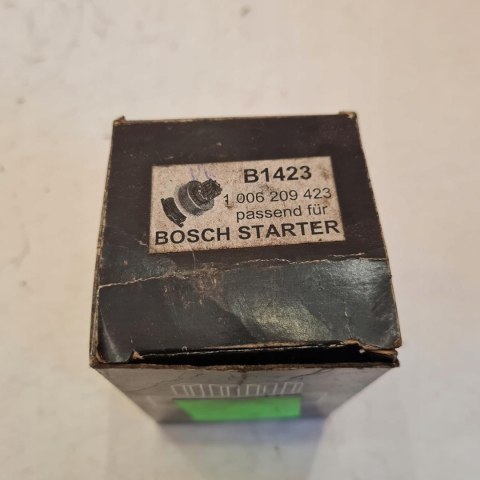 B1423
1 006 209 423
passend für
BOSCH STARTER